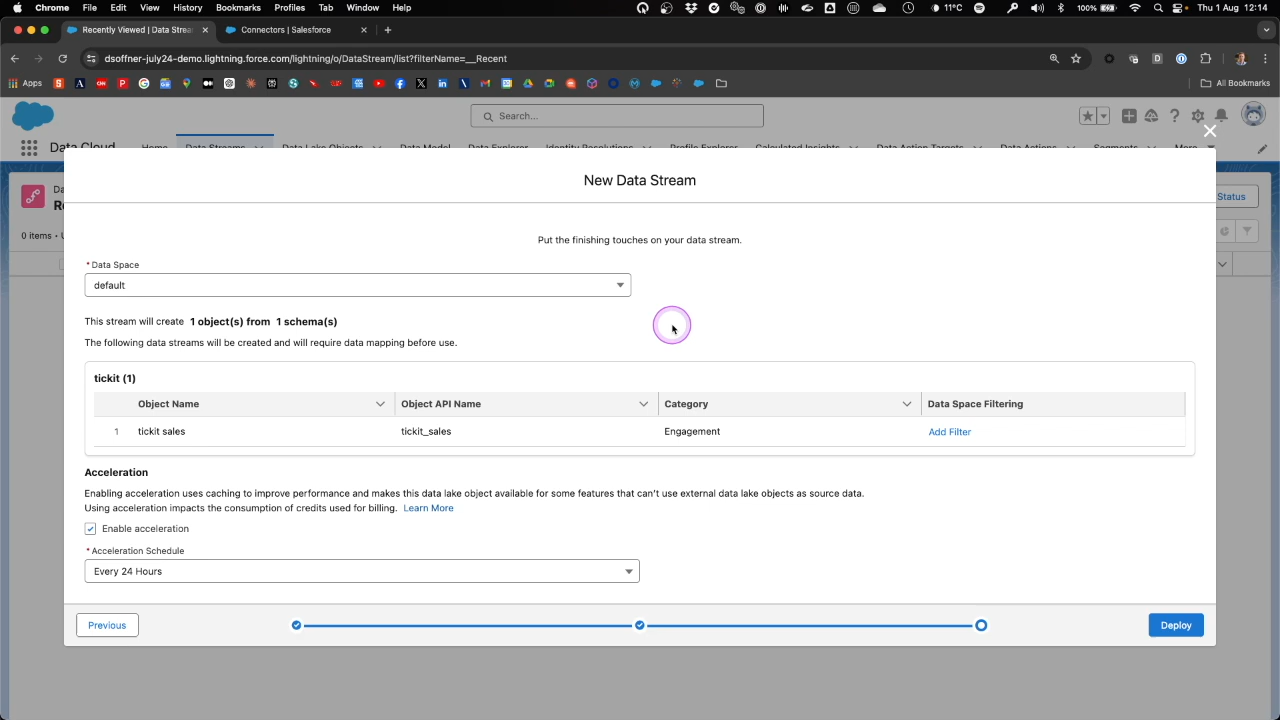 Chrome File Edit View History Bookmarks Profiles Tab Window Help 11°C 100% Thu 1 Aug 12:14
Recently Viewed | Data Strea
Connectors | Salesforce
dsoffner-july24-demo.lightning.force.com/lightning/o/DataStream/list?filterName=__Recent
Apps
All Bookmarks
Search...
Data Cloud Home Data Streams Data Lake Objects Data Model Data Explorer Identity Resolutions Profile Explorer Calculated Insights Data Action Targets Data Actions Segments More
Status
0 items •
New Data Stream
Put the finishing touches on your data stream.
* Data Space
default
This stream will create 1 object(s) from 1 schema(s)
The following data streams will be created and will require data mapping before use.
tickit (1)
Object Name Object API Name Category Data Space Filtering
1 tickit sales tickit_sales Engagement Add Filter
Acceleration
Enabling acceleration uses caching to improve performance and makes this data lake object available for some features that can't use external data lake objects as source data.
Using acceleration impacts the consumption of credits used for billing. Learn More
Enable acceleration
* Acceleration Schedule
Every 24 Hours
Previous
Deploy